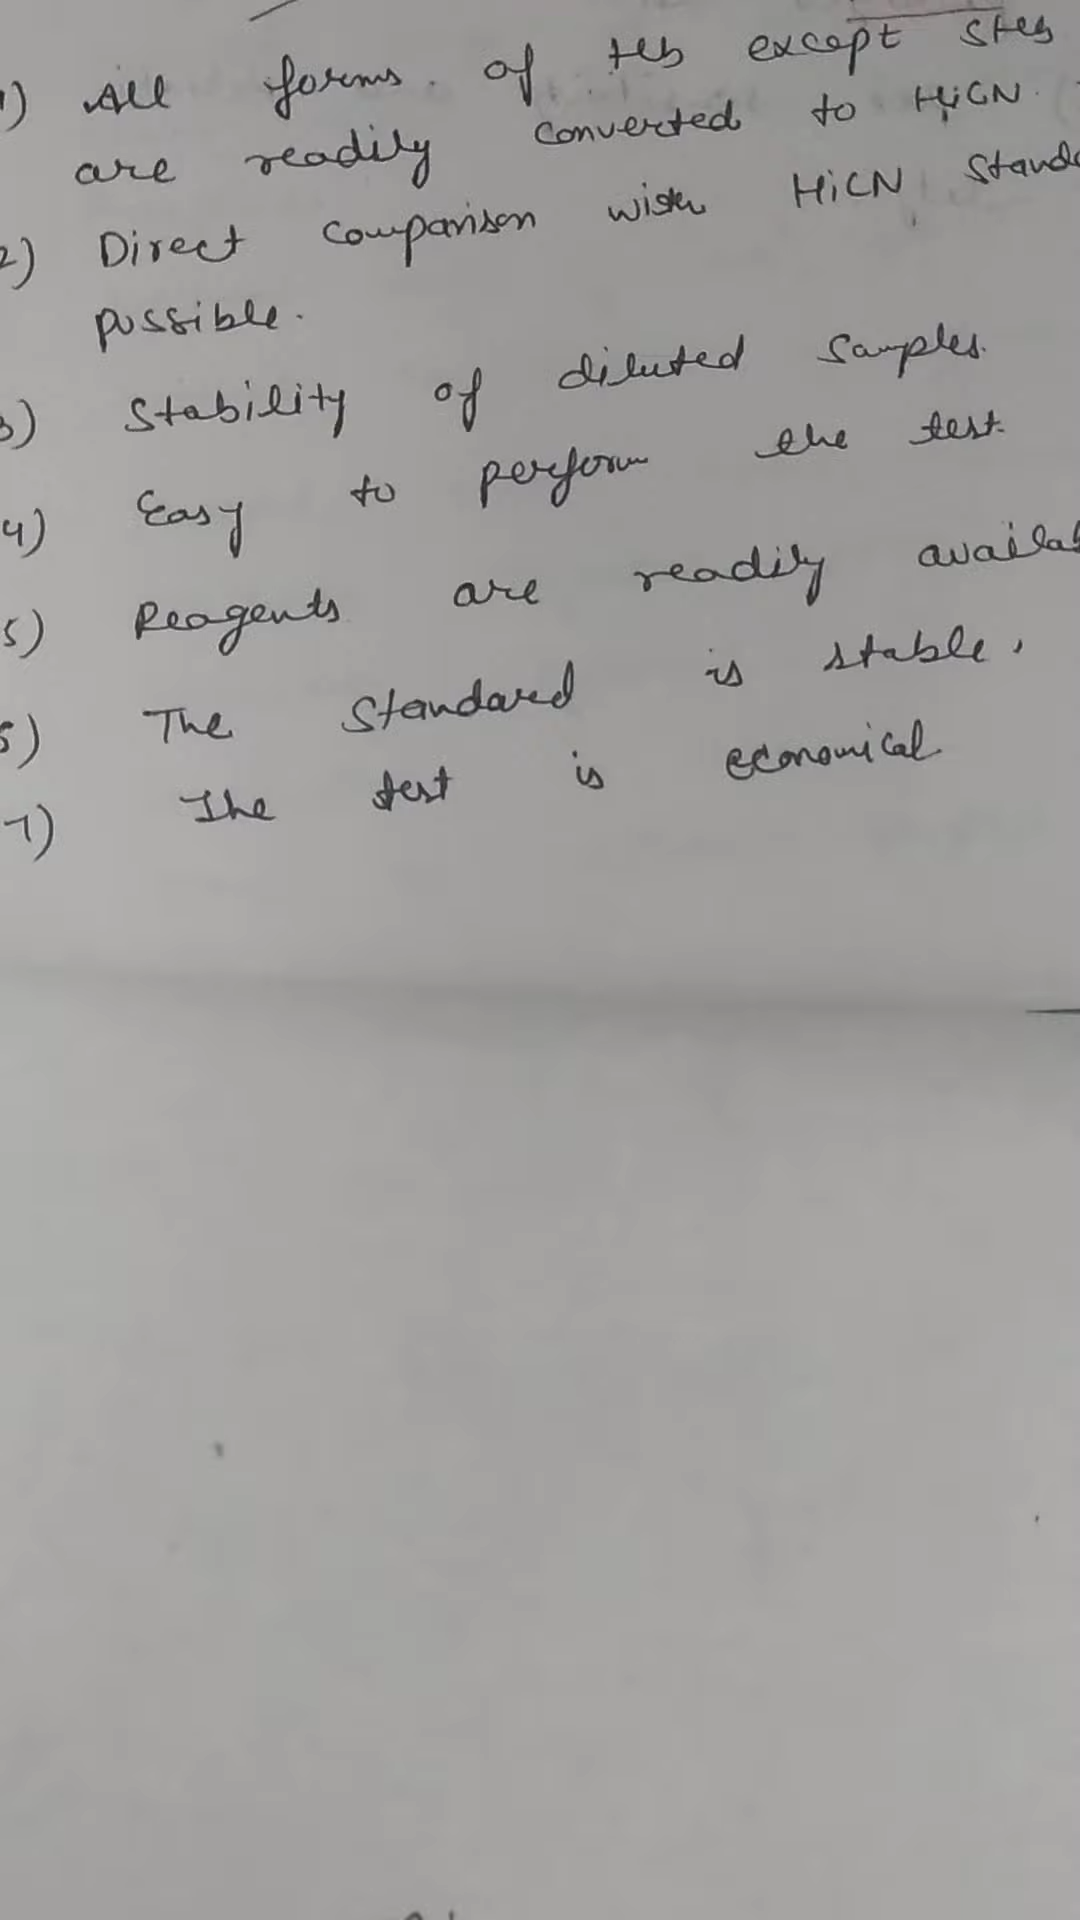 1) All forms of Hb except SHb
are readily converted to HiCN.
2) Direct comparison with HiCN Standa
possible.
3) Stability of diluted samples.
4) Easy to perform the test.
5) Reagents are readily availab
6) The Standard is stable.
7) The test is economical